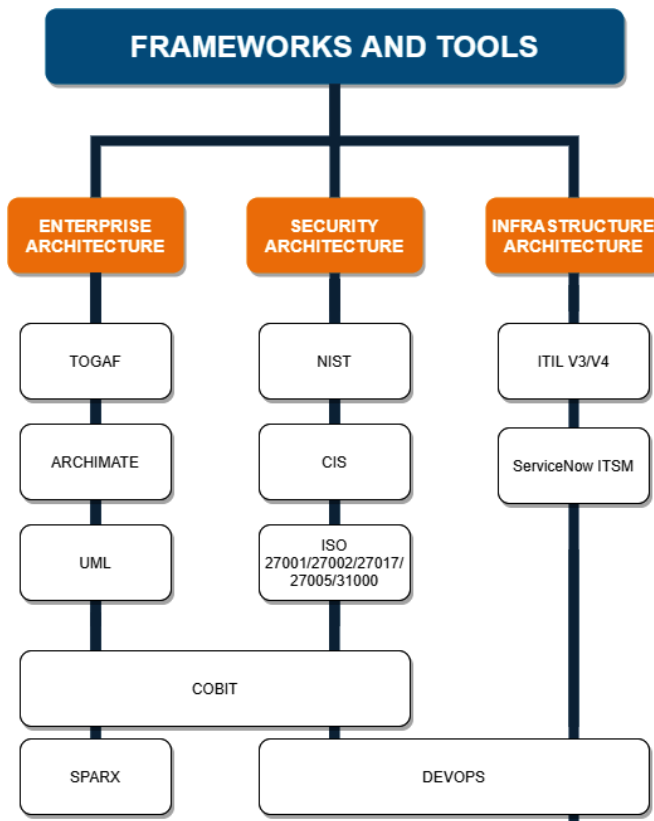 FRAMEWORKS AND TOOLS
ENTERPRISE
ARCHITECTURE
SECURITY
ARCHITECTURE
INFRASTRUCTURE
ARCHITECTURE
TOGAF
NIST
ITIL V3/V4
ARCHIMATE
CIS
ServiceNow ITSM
UML
ISO
27001/27002/27017/
27005/31000
COBIT
SPARX
DEVOPS